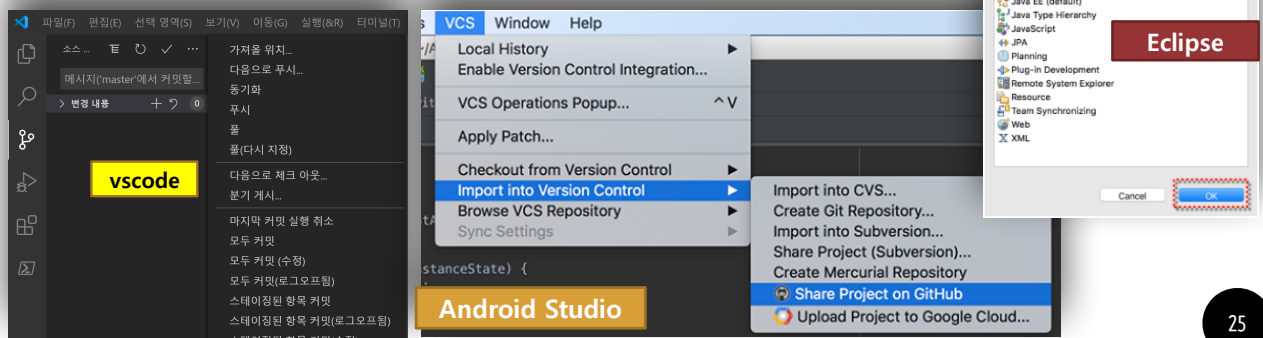 파일(F) 편집(E) 선택 영역(S) 보기(V) 이동(G) 실행(&R) 터미널(T)
소스 ...
메시지('master'에서 커밋할...
변경 내용 0
가져올 위치...
다음으로 푸시...
동기화
푸시
풀
풀(다시 지정)
다음으로 체크 아웃...
분기 게시...
마지막 커밋 실행 취소
모두 커밋
모두 커밋 (수정)
모두 커밋(로그오프됨)
스테이징된 항목 커밋
스테이징된 항목 커밋(로그오프됨)
vscode
VCS Window Help
Local History
Enable Version Control Integration...
VCS Operations Popup... ^V
Apply Patch...
Checkout from Version Control
Import into Version Control
Browse VCS Repository
Sync Settings
Import into CVS...
Create Git Repository...
Import into Subversion...
Share Project (Subversion)...
Create Mercurial Repository
Share Project on GitHub
Upload Project to Google Cloud...
stanceState) {
Android Studio
Java EE (default)
Java Type Hierarchy
JavaScript
JPA
Planning
Plug-in Development
Remote System Explorer
Resource
Team Synchronizing
Web
XML
Cancel OK
Eclipse
25